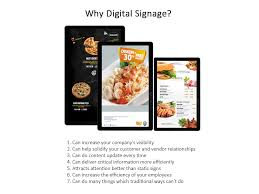 Why Digital Signage?
30
1. Can increase your company's visibility
2. Can help solidify your customer and vendor relationships
3. Can do content update every time
4. Can deliver critical information more efficiently
5. Attracts attention better than static signs
6. Can increase the efficiency of your employees
7. Can do many things which traditional ways can't do